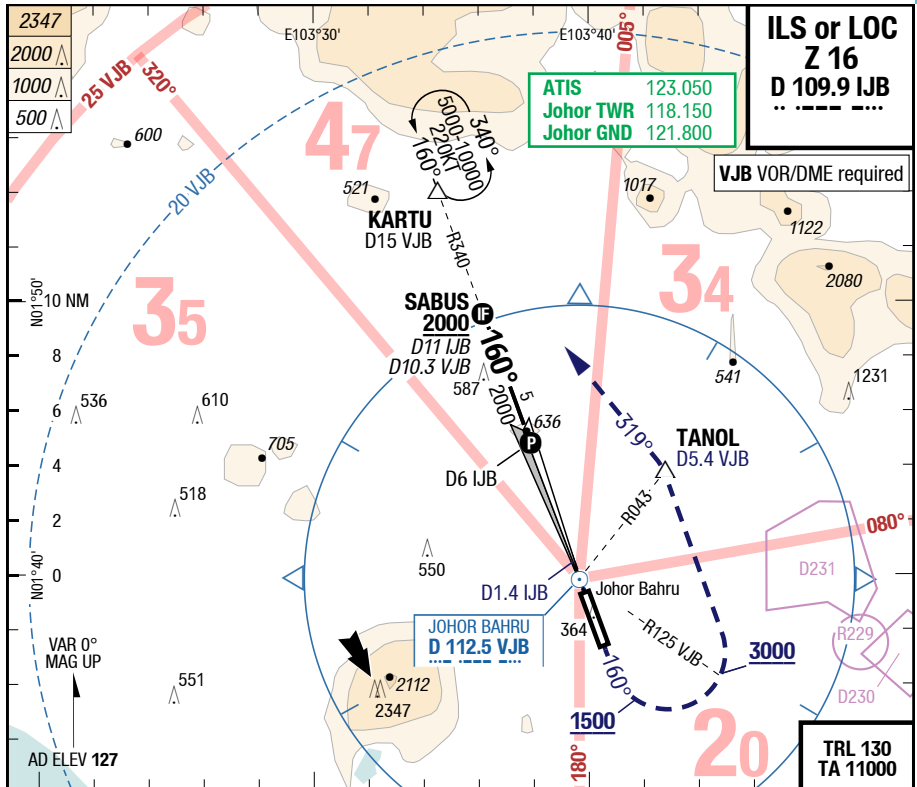 2347
2000
1000
500
E103°30'
E103°40'
ILS or LOC
Z 16
D 109.9 IJB
ATIS 123.050
Johor TWR 118.150
Johor GND 121.800
VJB VOR/DME required
25 VJB
320°
005°
20 VJB
600
47
5000-10000
220KT
340°
160°
521
KARTU
D15 VJB
R340
1017
1122
2080
34
35
N01°50'
10 NM
8
6
4
2
0
N01°40'
SABUS
2000
D11 IJB
D10.3 VJB
160°
5
2000
587
636
IF
P
D6 IJB
541
1231
536
610
705
518
550
319°
TANOL
D5.4 VJB
R043
080°
D231
D1.4 IJB
Johor Bahru
JOHOR BAHRU
D 112.5 VJB
364
R125 VJB
R229
D230
3000
160°
1500
20
180°
VAR 0°
MAG UP
551
2112
2347
AD ELEV 127
TRL 130
TA 11000